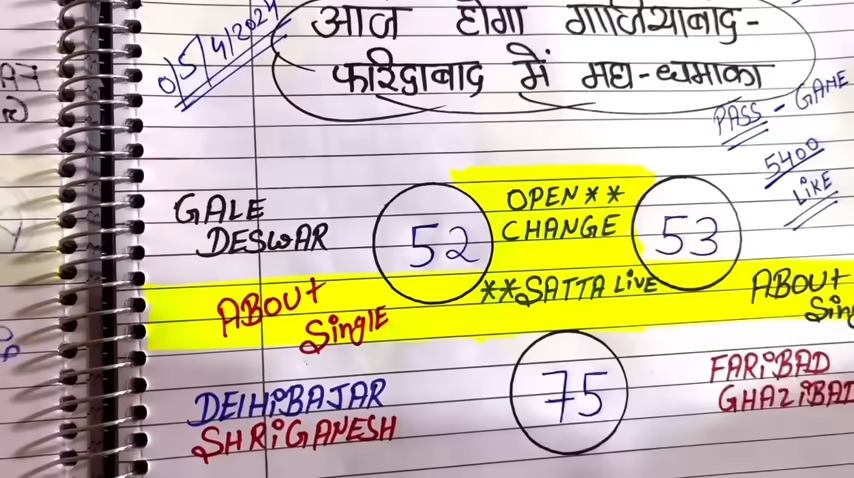 05/4/2024
आज होगा गाजियाबाद-
फरिदाबाद में मध-धमाका
PASS - GAME
5400
LIKE
GALE
DESWAR
52
OPEN**
CHANGE
53
**SATTA LiVE
ABOUt
SinglE
ABOUt
Sin
75
DElHiBAJAR
SHRiGANESH
FARiBAD
GHAZiBAD